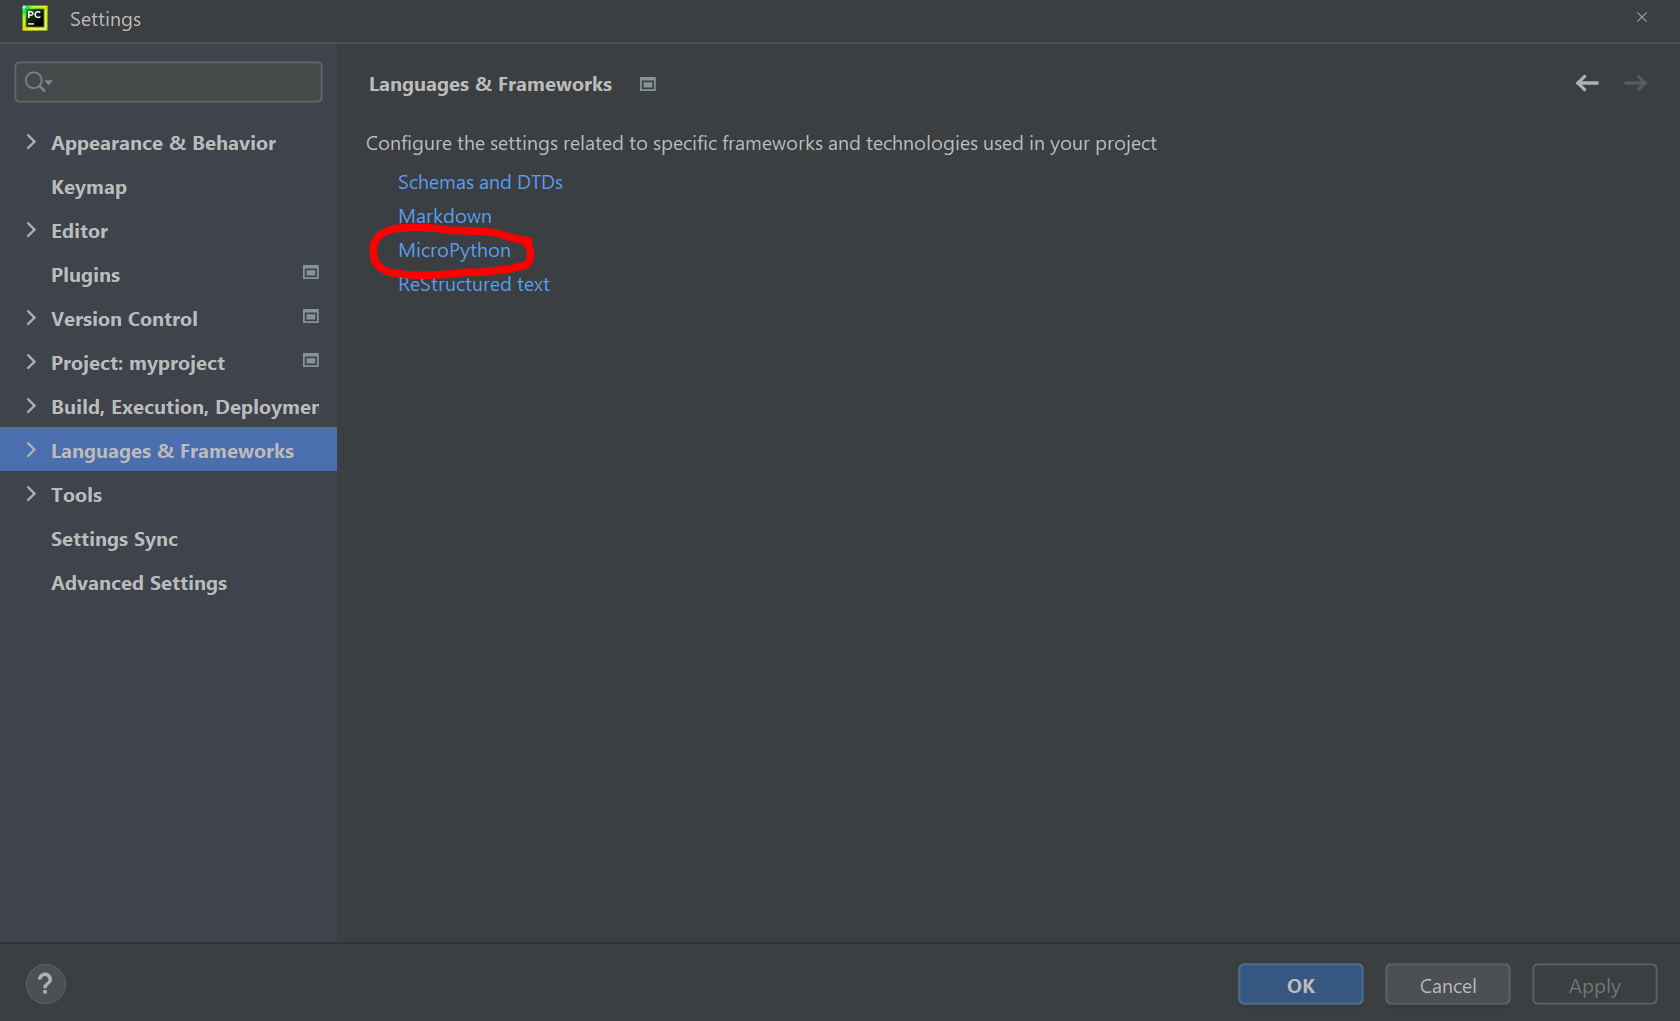 PC
Settings
Languages & Frameworks
Configure the settings related to specific frameworks and technologies used in your project
Schemas and DTDs
Markdown
MicroPython
ReStructured text
Appearance & Behavior
Keymap
Editor
Plugins
Version Control
Project: myproject
Build, Execution, Deploymer
Languages & Frameworks
Tools
Settings Sync
Advanced Settings
?
OK
Cancel
Apply